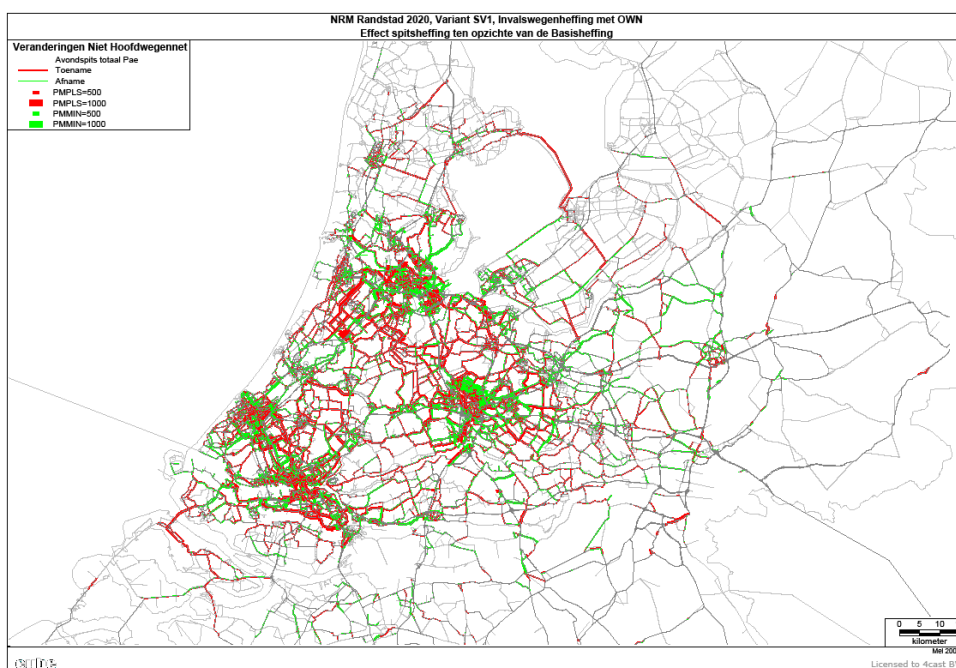 NRM Randstad 2020, Variant SV1, Invalswegenheffing met OWN
Effect spitsheffing ten opzichte van de Basisheffing
Veranderingen Niet Hoofdwegennet
Avondspits totaal Pae
Toename
Afname
PMPLS=500
PMPLS=1000
PMMIN=500
PMMIN=1000
0 5 10
kilometer
Mei 200
Licensed to 4cast B